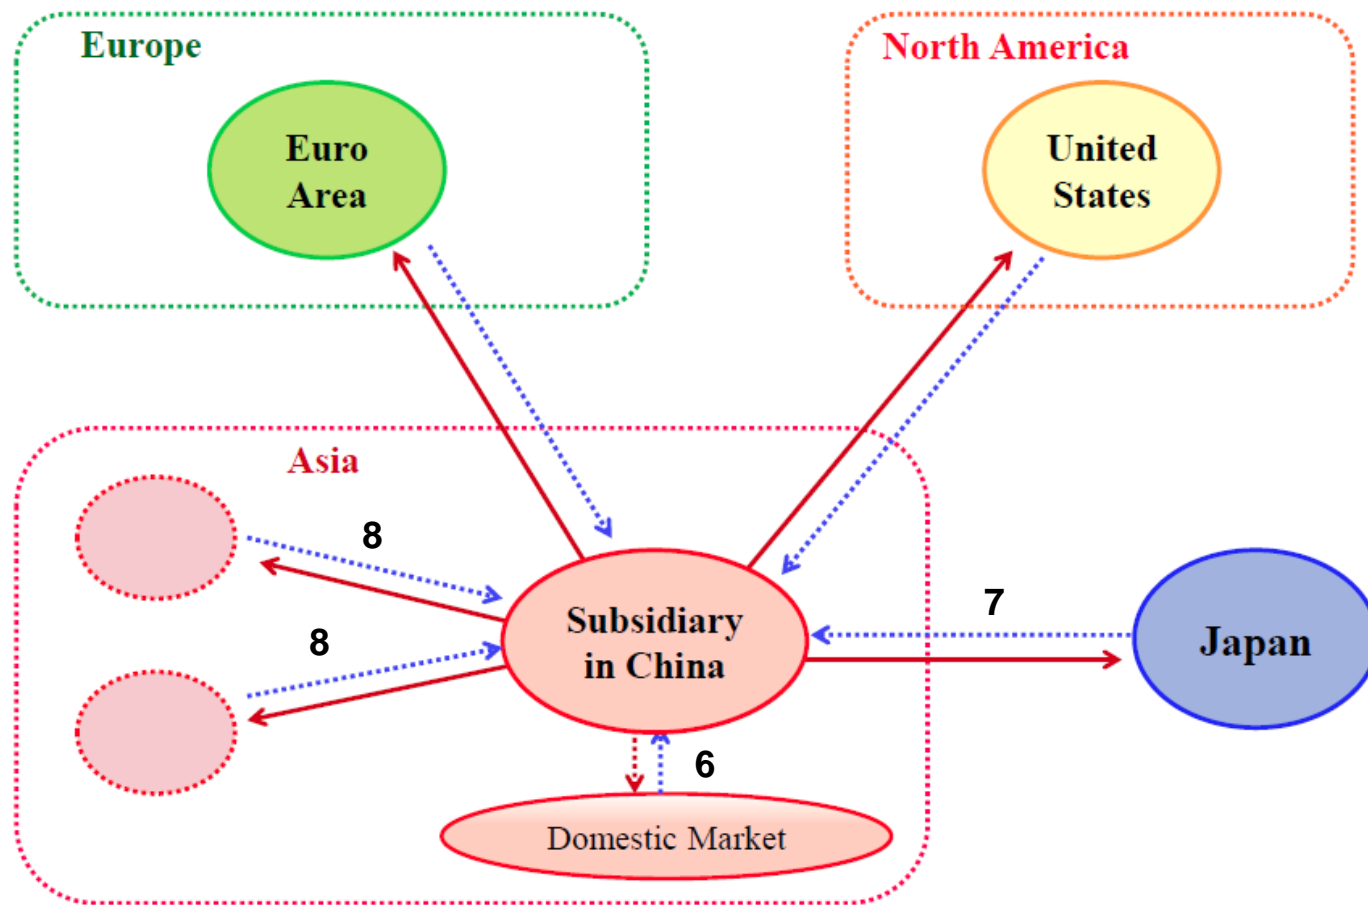 Europe
North America
Euro
Area
United
States
Asia
8
8
7
Subsidiary
in China
Japan
6
Domestic Market